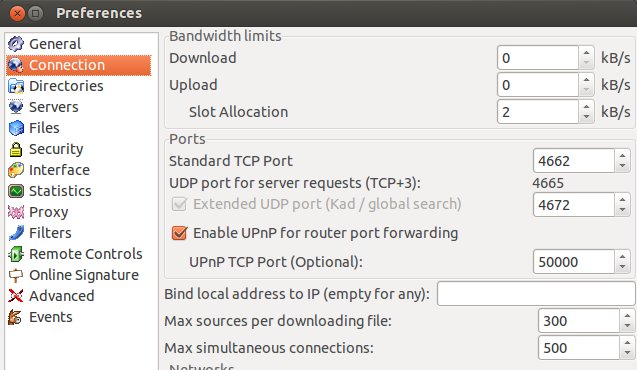 Preferences
General
Connection
Directories
Servers
Files
Security
Interface
Statistics
Proxy
Filters
Remote Controls
Online Signature
Advanced
Events
Bandwidth limits
Download 0 kB/s
Upload 0 kB/s
Slot Allocation 2 kB/s
Ports
Standard TCP Port 4662
UDP port for server requests (TCP+3): 4665
Extended UDP port (Kad / global search) 4672
Enable UPnP for router port forwarding
UPnP TCP Port (Optional): 50000
Bind local address to IP (empty for any):
Max sources per downloading file: 300
Max simultaneous connections: 500
Networks